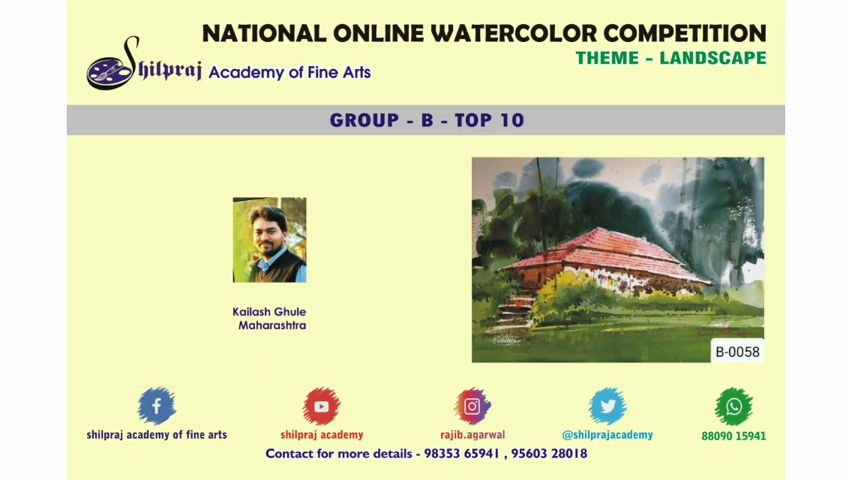 NATIONAL ONLINE WATERCOLOR COMPETITION
THEME - LANDSCAPE
Shilpraj Academy of Fine Arts
GROUP - B - TOP 10
Kailash Ghule
Maharashtra
B-0058
shilpraj academy of fine arts
shilpraj academy
rajib.agarwal
@shilprajacademy
88090 15941
Contact for more details - 98353 65941 , 95603 28018